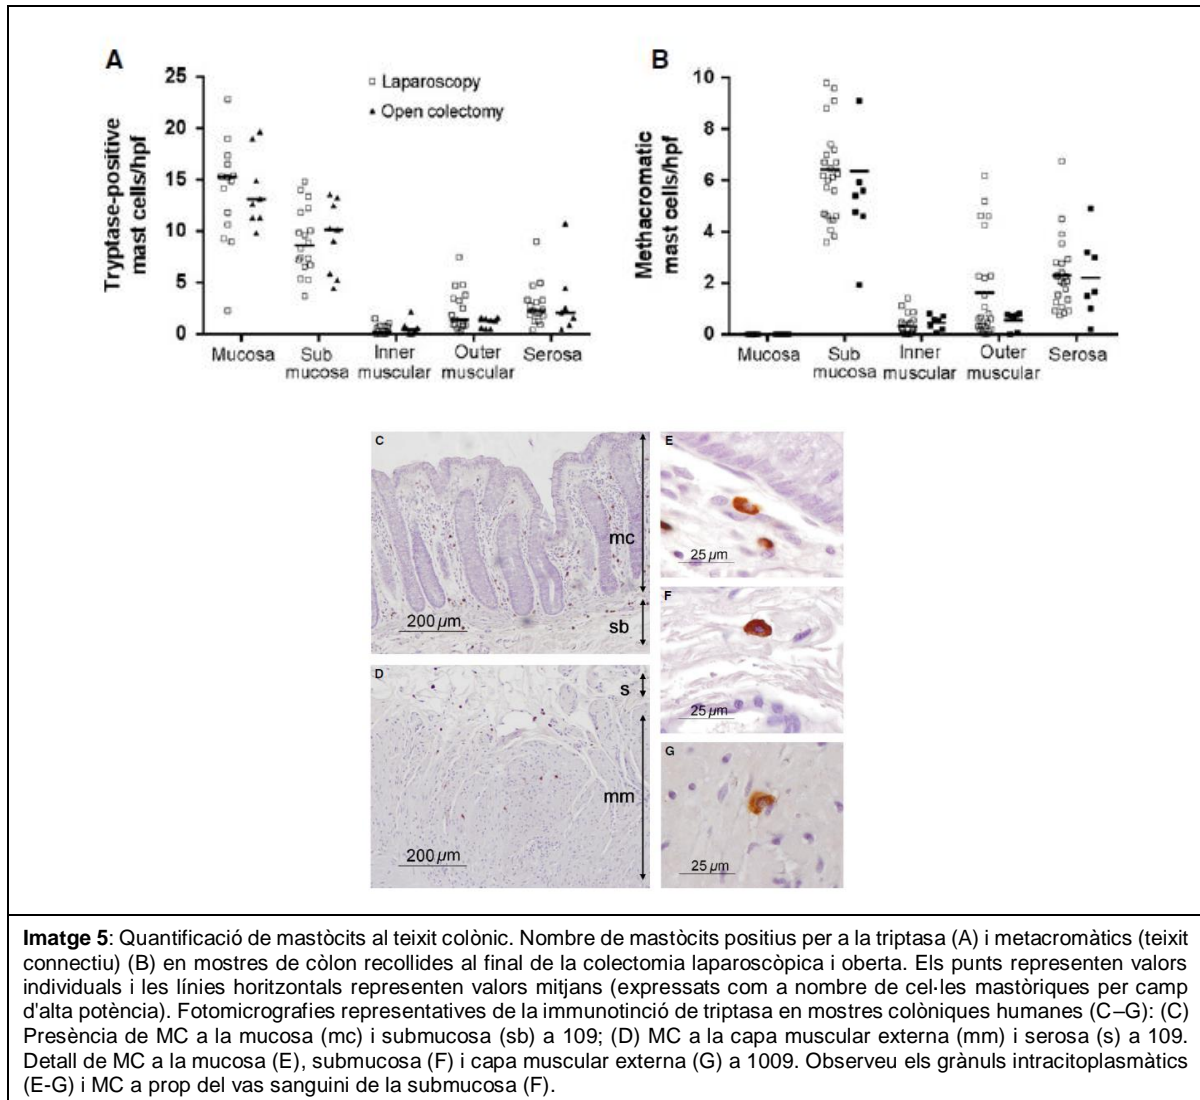 A
B
25
20
15
10
5
0
Tryptase-positive
mast cells/hpf
□ Laparoscopy
▲ Open colectomy
Mucosa
Sub
mucosa
Inner
muscular
Outer
muscular
Serosa
10
8
6
4
2
0
Methacromatic
mast cells/hpf
Mucosa
Sub
mucosa
Inner
muscular
Outer
muscular
Serosa
C
mc
sb
200 µm
D
s
mm
200 µm
E
25 µm
F
25 µm
G
25 µm
Imatge 5: Quantificació de mastòcits al teixit colònic. Nombre de mastòcits positius per a la triptasa (A) i metacromàtics (teixit
connectiu) (B) en mostres de còlon recollides al final de la colectomia laparoscòpica i oberta. Els punts representen valors
individuals i les línies horitzontals representen valors mitjans (expressats com a nombre de cel·les mastòriques per camp
d'alta potència). Fotomicrografies representatives de la immunotinció de triptasa en mostres colòniques humanes (C–G): (C)
Presència de MC a la mucosa (mc) i submucosa (sb) a 109; (D) MC a la capa muscular externa (mm) i serosa (s) a 109.
Detall de MC a la mucosa (E), submucosa (F) i capa muscular externa (G) a 1009. Observeu els grànuls intracitoplasmàtics
(E-G) i MC a prop del vas sanguini de la submucosa (F).